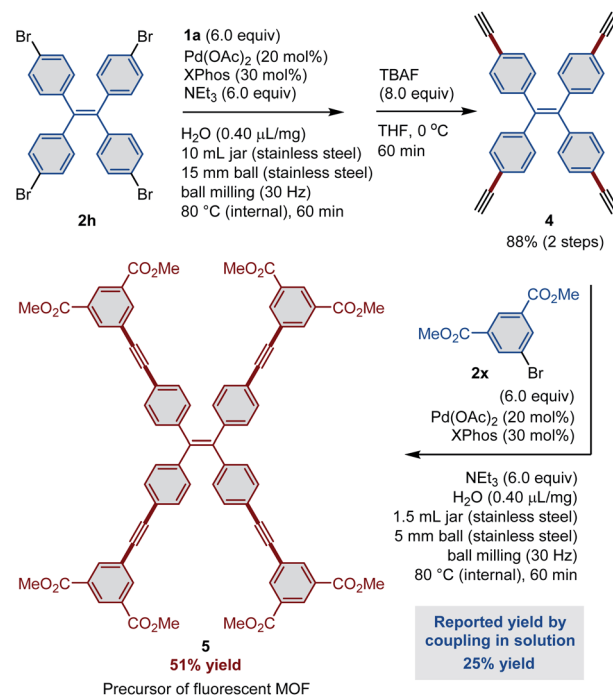 Br
Br
Br
Br
2h
1a (6.0 equiv)
Pd(OAc)2 (20 mol%)
XPhos (30 mol%)
NEt3 (6.0 equiv)
H2O (0.40 μL/mg)
10 mL jar (stainless steel)
15 mm ball (stainless steel)
ball milling (30 Hz)
80 °C (internal), 60 min
TBAF
(8.0 equiv)
THF, 0 °C
60 min
4
88% (2 steps)
CO2Me
MeO2C
CO2Me
CO2Me
MeO2C
CO2Me
MeO2C
CO2Me
CO2Me
CO2Me
5
51% yield
Precursor of fluorescent MOF
CO2Me
MeO2C
Br
2x
(6.0 equiv)
Pd(OAc)2 (20 mol%)
XPhos (30 mol%)
NEt3 (6.0 equiv)
H2O (0.40 μL/mg)
1.5 mL jar (stainless steel)
5 mm ball (stainless steel)
ball milling (30 Hz)
80 °C (internal), 60 min
Reported yield by
coupling in solution
25% yield